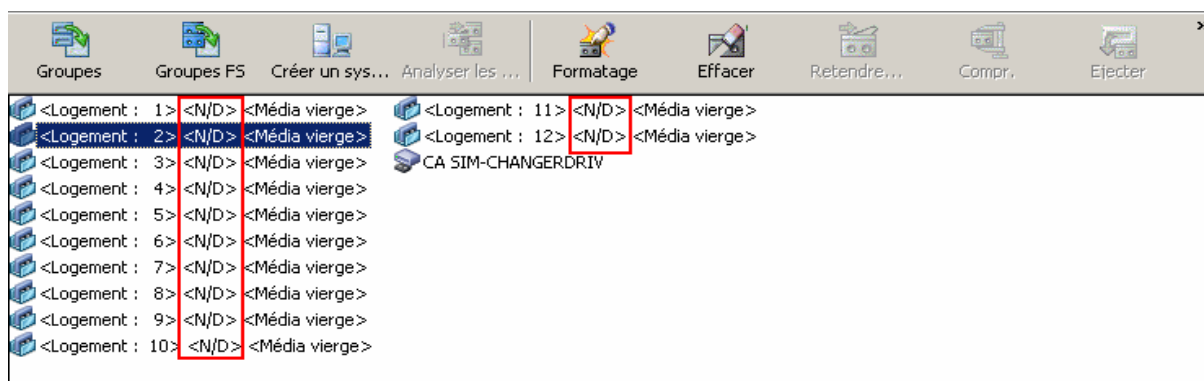 Groupes Groupes FS Créer un sys... Analyser les ... Formatage Effacer Retendre... Compr. Ejecter
<Logement : 1> <N/D> <Média vierge>
<Logement : 2> <N/D> <Média vierge>
<Logement : 3> <N/D> <Média vierge>
<Logement : 4> <N/D> <Média vierge>
<Logement : 5> <N/D> <Média vierge>
<Logement : 6> <N/D> <Média vierge>
<Logement : 7> <N/D> <Média vierge>
<Logement : 8> <N/D> <Média vierge>
<Logement : 9> <N/D> <Média vierge>
<Logement : 10> <N/D> <Média vierge>
<Logement : 11> <N/D> <Média vierge>
<Logement : 12> <N/D> <Média vierge>
CA SIM-CHANGERDRIV